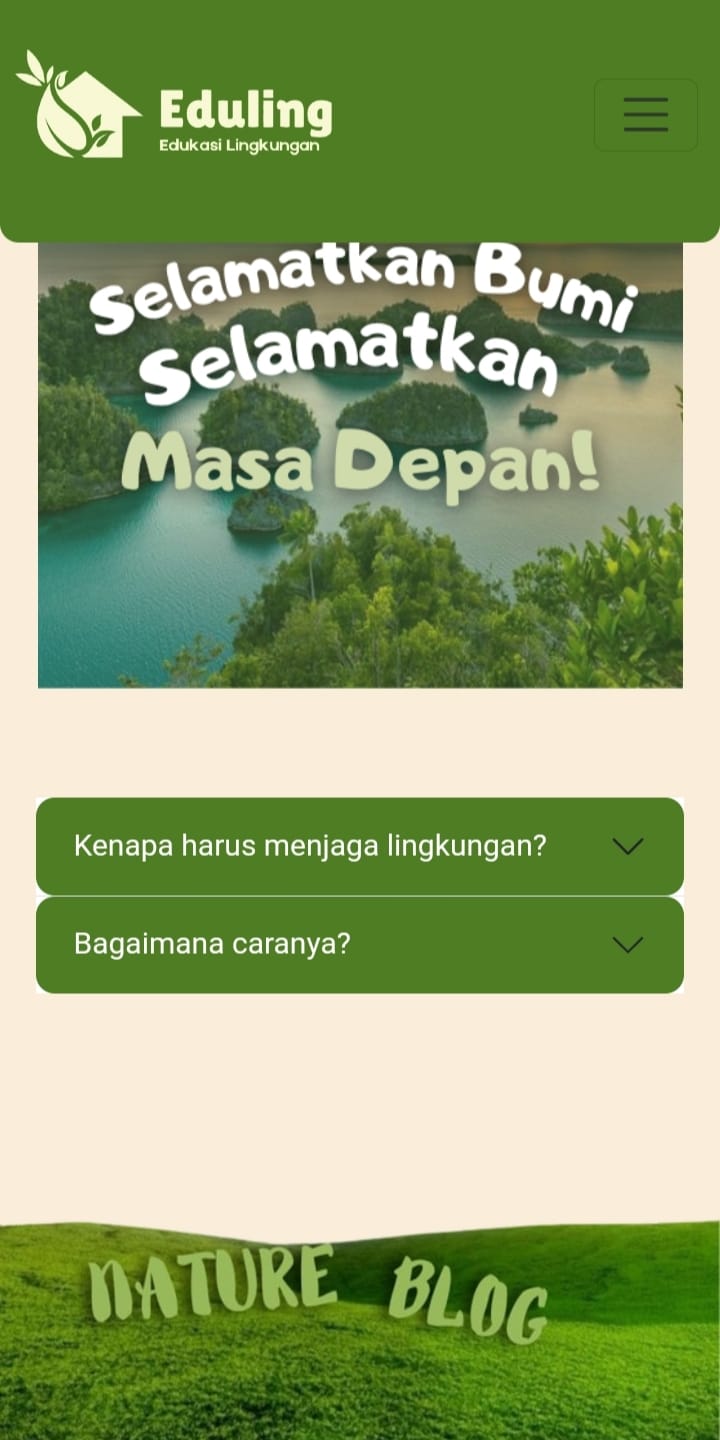 Eduling
Edukasi Lingkungan
Selamatkan Bumi
Selamatkan
Masa Depan!
Kenapa harus menjaga lingkungan?
Bagaimana caranya?
NATURE BLOG